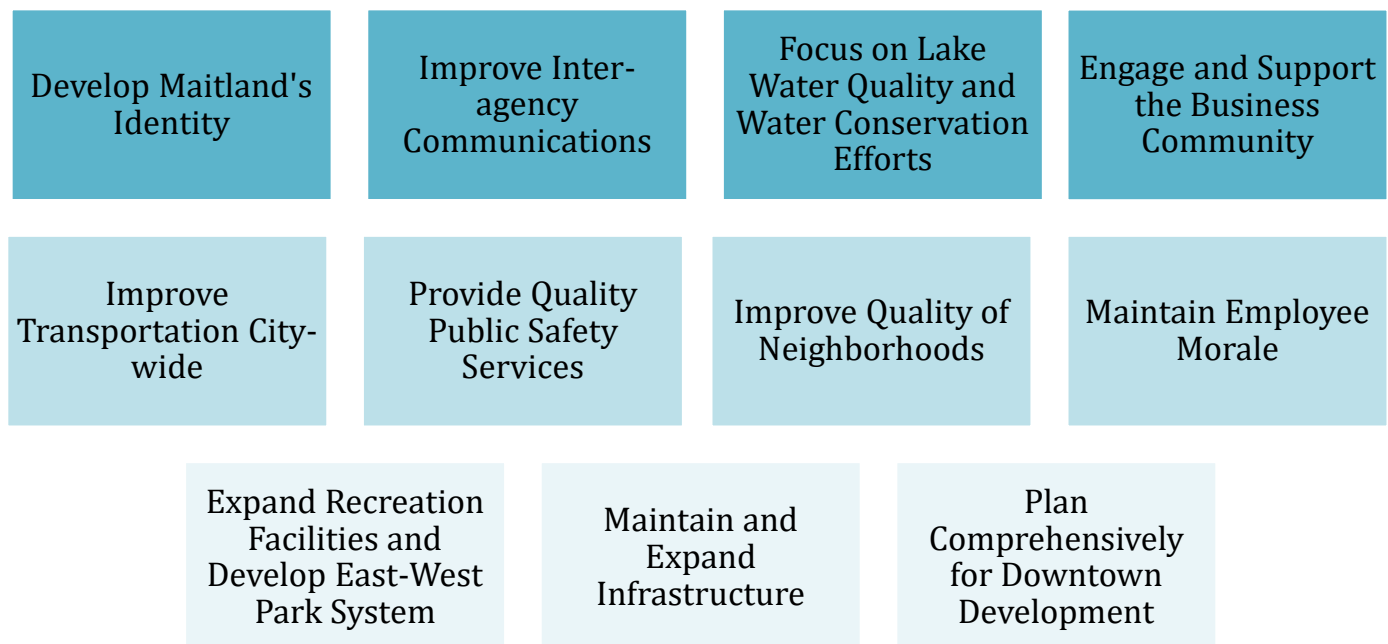 Develop Maitland's
Identity
Improve Inter-
agency
Communications
Focus on Lake
Water Quality and
Water Conservation
Efforts
Engage and Support
the Business
Community
Improve
Transportation City-
wide
Provide Quality
Public Safety
Services
Improve Quality of
Neighborhoods
Maintain Employee
Morale
Expand Recreation
Facilities and
Develop East-West
Park System
Maintain and
Expand
Infrastructure
Plan
Comprehensively
for Downtown
Development